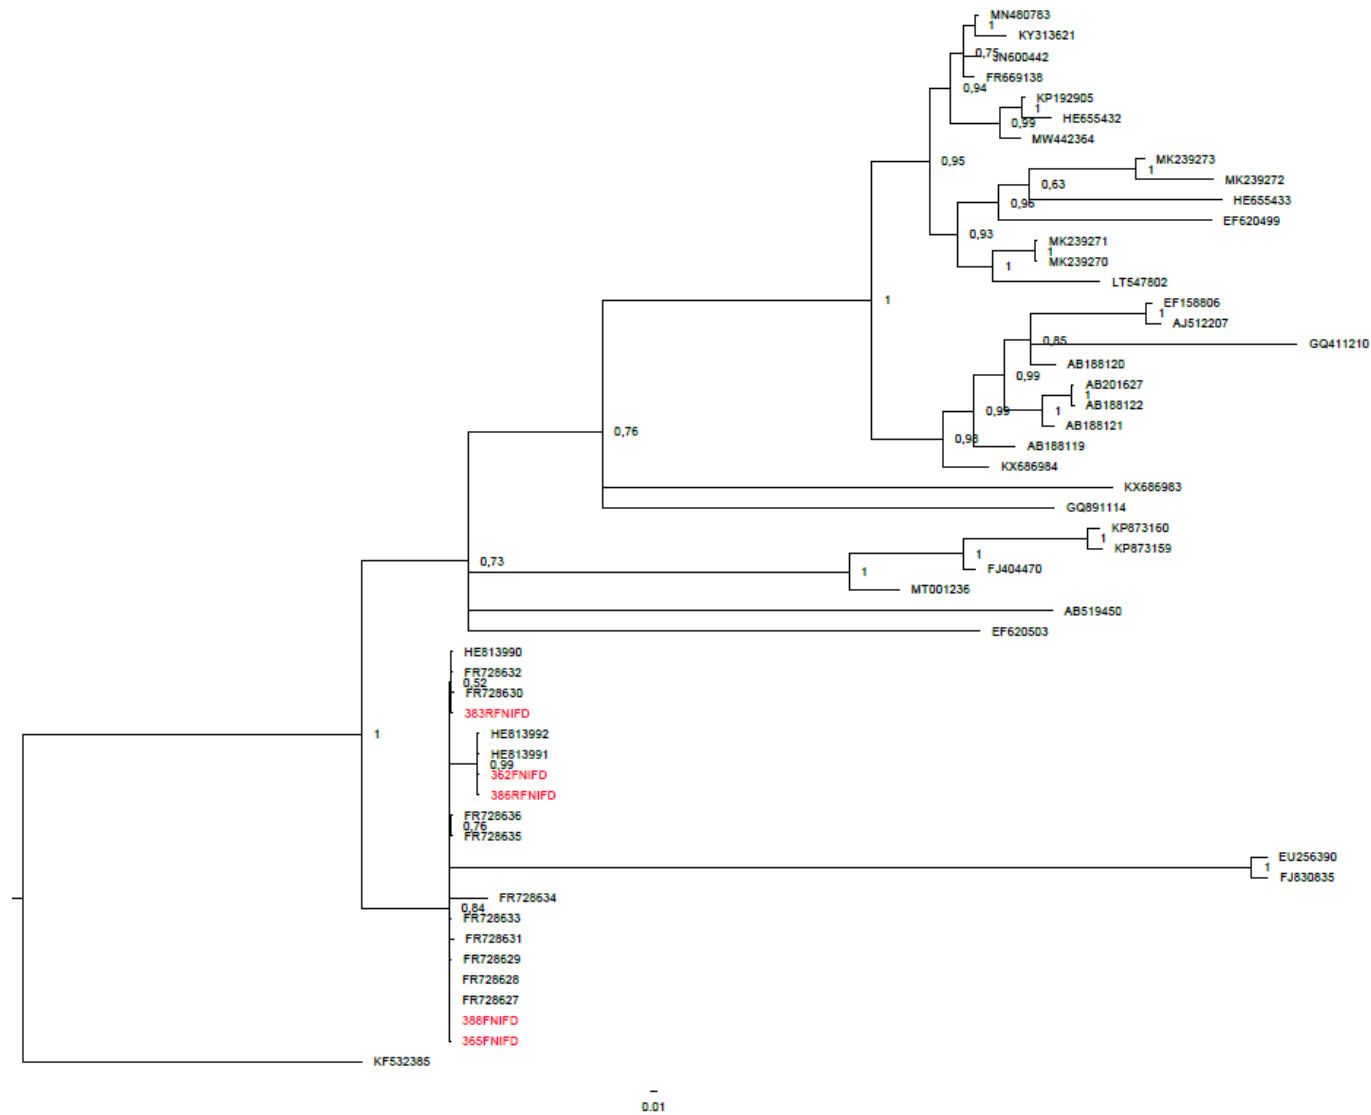 MN480783
1
KY313621
0,75
JN600442
FR669138
0,94
KP192905
1
HE655432
0,99
MW442364
0,95
MK239273
1
MK239272
0,63
HE655433
0,96
EF620499
0,93
MK239271
1
MK239270
1
LT547802
1
EF158806
1
AJ512207
0,85
GQ411210
AB188120
0,99
AB201627
1
AB188122
0,99
1
AB188121
0,98
AB188119
KX686984
0,76
KX686983
GQ891114
KP873160
1
KP873159
1
FJ404470
0,73
1
MT001236
AB519450
EF620503
HE813990
FR728632
0,52
FR728630
383RFNIFD
1
HE813992
HE813991
0,99
362FNIFD
386RFNIFD
FR728636
0,76
FR728635
EU256390
1
FJ830835
FR728634
0,84
FR728633
FR728631
FR728629
FR728628
FR728627
388FNIFD
365FNIFD
KF532385
0.01